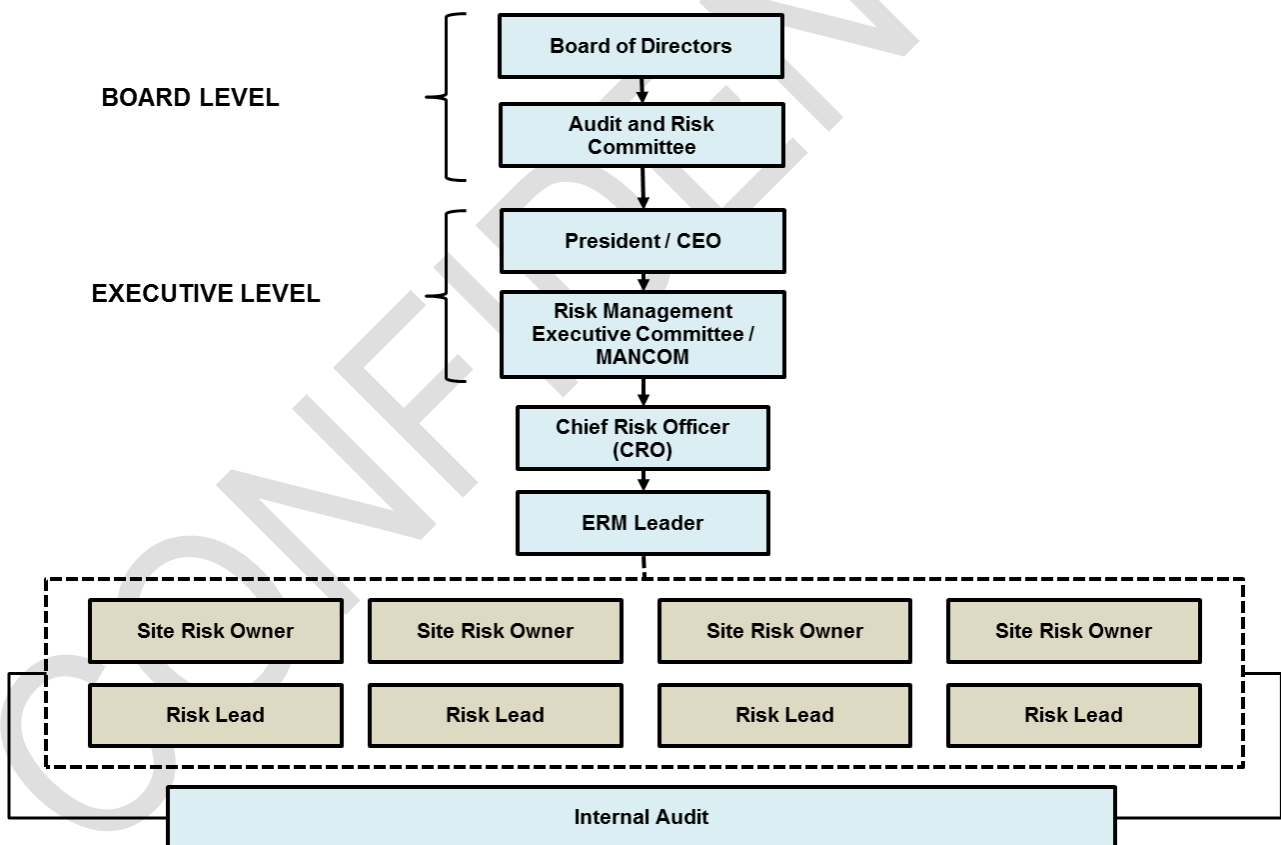 Board of Directors
BOARD LEVEL
Audit and Risk
Committee
President / CEO
EXECUTIVE LEVEL
Risk Management
Executive Committee /
MANCOM
Chief Risk Officer
(CRO)
ERM Leader
Site Risk Owner
Site Risk Owner
Site Risk Owner
Site Risk Owner
Risk Lead
Risk Lead
Risk Lead
Risk Lead
Internal Audit
CONFIDEN